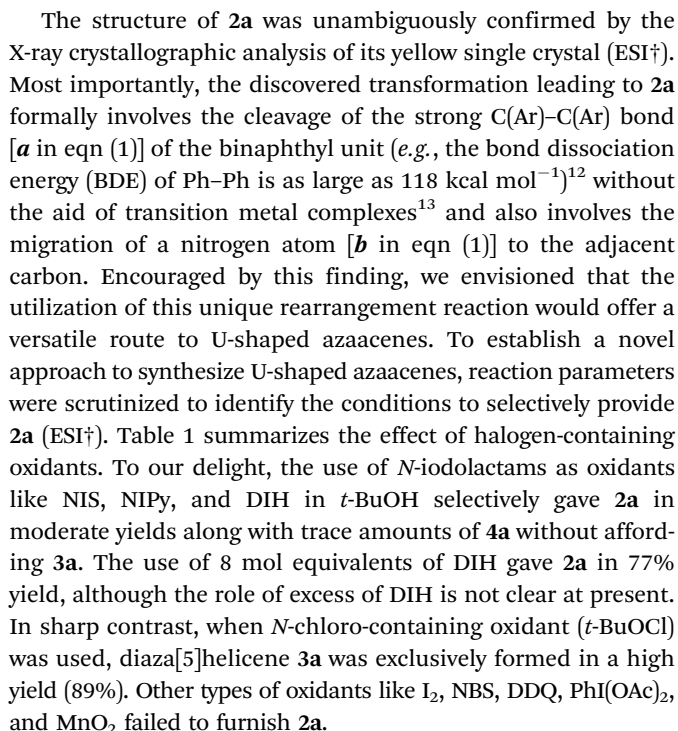 The structure of 2a was unambiguously confirmed by the
X-ray crystallographic analysis of its yellow single crystal (ESI†).
Most importantly, the discovered transformation leading to 2a
formally involves the cleavage of the strong C(Ar)–C(Ar) bond
[a in eqn (1)] of the binaphthyl unit (e.g., the bond dissociation
energy (BDE) of Ph–Ph is as large as 118 kcal mol⁻¹)¹² without
the aid of transition metal complexes¹³ and also involves the
migration of a nitrogen atom [b in eqn (1)] to the adjacent
carbon. Encouraged by this finding, we envisioned that the
utilization of this unique rearrangement reaction would offer a
versatile route to U-shaped azaacenes. To establish a novel
approach to synthesize U-shaped azaacenes, reaction parameters
were scrutinized to identify the conditions to selectively provide
2a (ESI†). Table 1 summarizes the effect of halogen-containing
oxidants. To our delight, the use of N-iodolactams as oxidants
like NIS, NIPy, and DIH in t-BuOH selectively gave 2a in
moderate yields along with trace amounts of 4a without afford-
ing 3a. The use of 8 mol equivalents of DIH gave 2a in 77%
yield, although the role of excess of DIH is not clear at present.
In sharp contrast, when N-chloro-containing oxidant (t-BuOCl)
was used, diaza[5]helicene 3a was exclusively formed in a high
yield (89%). Other types of oxidants like I₂, NBS, DDQ, PhI(OAc)₂,
and MnO₂ failed to furnish 2a.